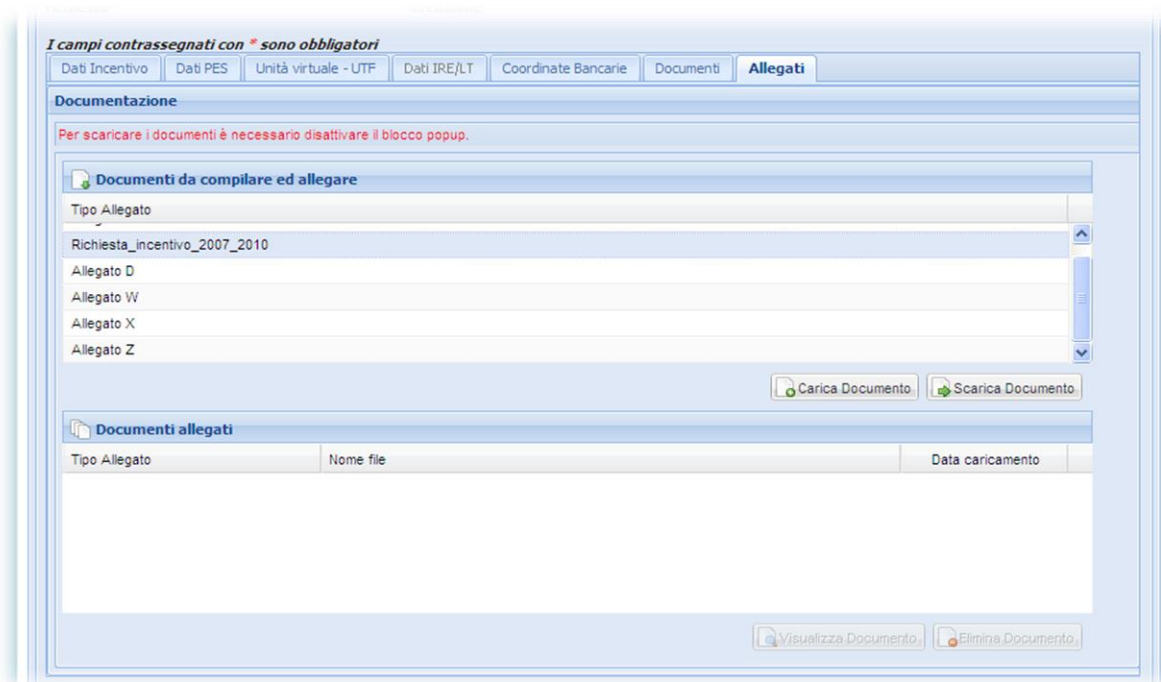 I campi contrassegnati con * sono obbligatori
Dati Incentivo Dati PES Unità virtuale - UTF Dati IRE/LT Coordinate Bancarie Documenti Allegati
Documentazione
Per scaricare i documenti è necessario disattivare il blocco popup.
Documenti da compilare ed allegare
Tipo Allegato
Richiesta_incentivo_2007_2010
Allegato D
Allegato W
Allegato X
Allegato Z
Carica Documento Scarica Documento
Documenti allegati
Tipo Allegato Nome file Data caricamento
Visualizza Documento Elimina Documento